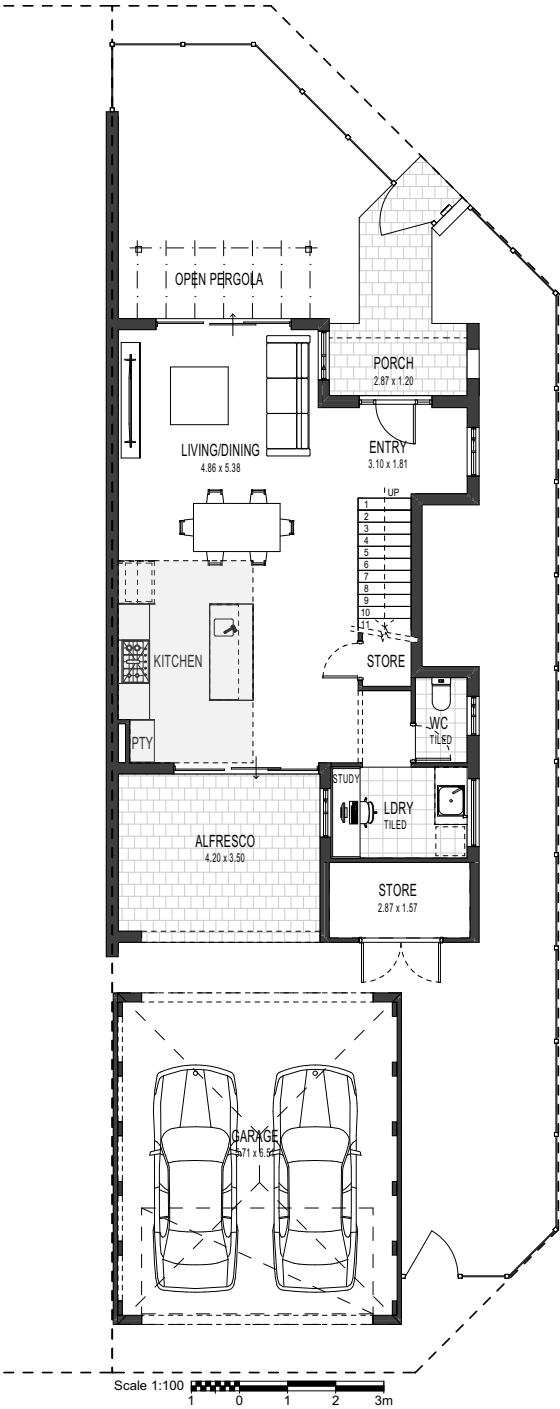 OPEN PERGOLA
PORCH
2.87 x 1.20
LIVING/DINING
4.86 x 5.38
ENTRY
3.10 x 1.81
UP
1
2
3
4
5
6
7
8
9
10
11
KITCHEN
STORE
WC
TILED
PTY
STUDY
LDRY
TILED
ALFRESCO
4.20 x 3.50
STORE
2.87 x 1.57
GARAGE
Scale 1:100
1 0 1 2 3m